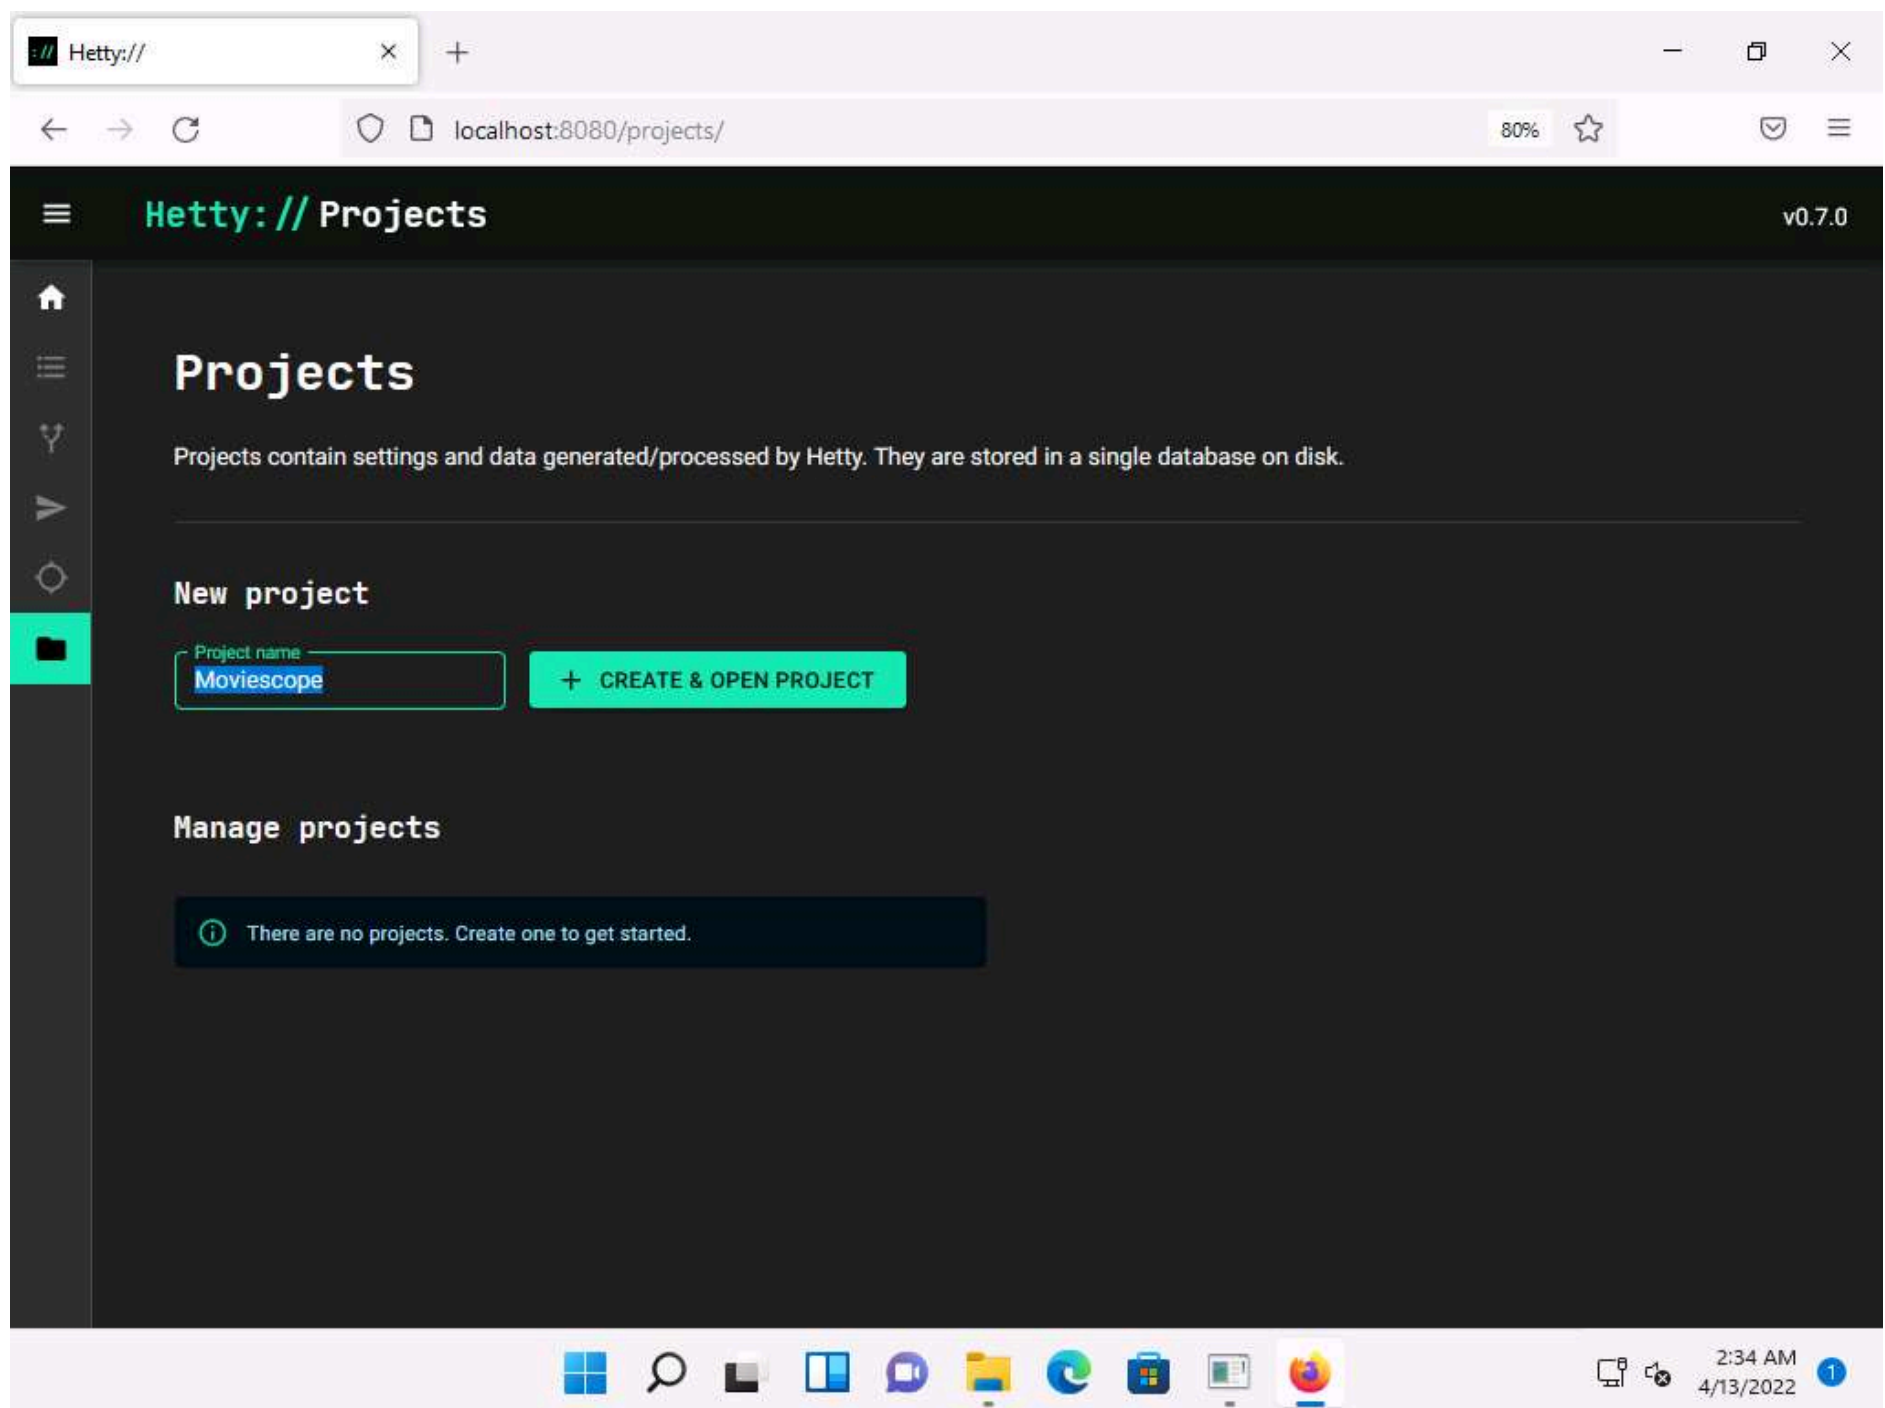 :// Hetty://
localhost:8080/projects/ 80%
Hetty:// Projects v0.7.0
Projects
Projects contain settings and data generated/processed by Hetty. They are stored in a single database on disk.
New project
Project name
Moviescope
+ CREATE & OPEN PROJECT
Manage projects
There are no projects. Create one to get started.
2:34 AM
4/13/2022
1